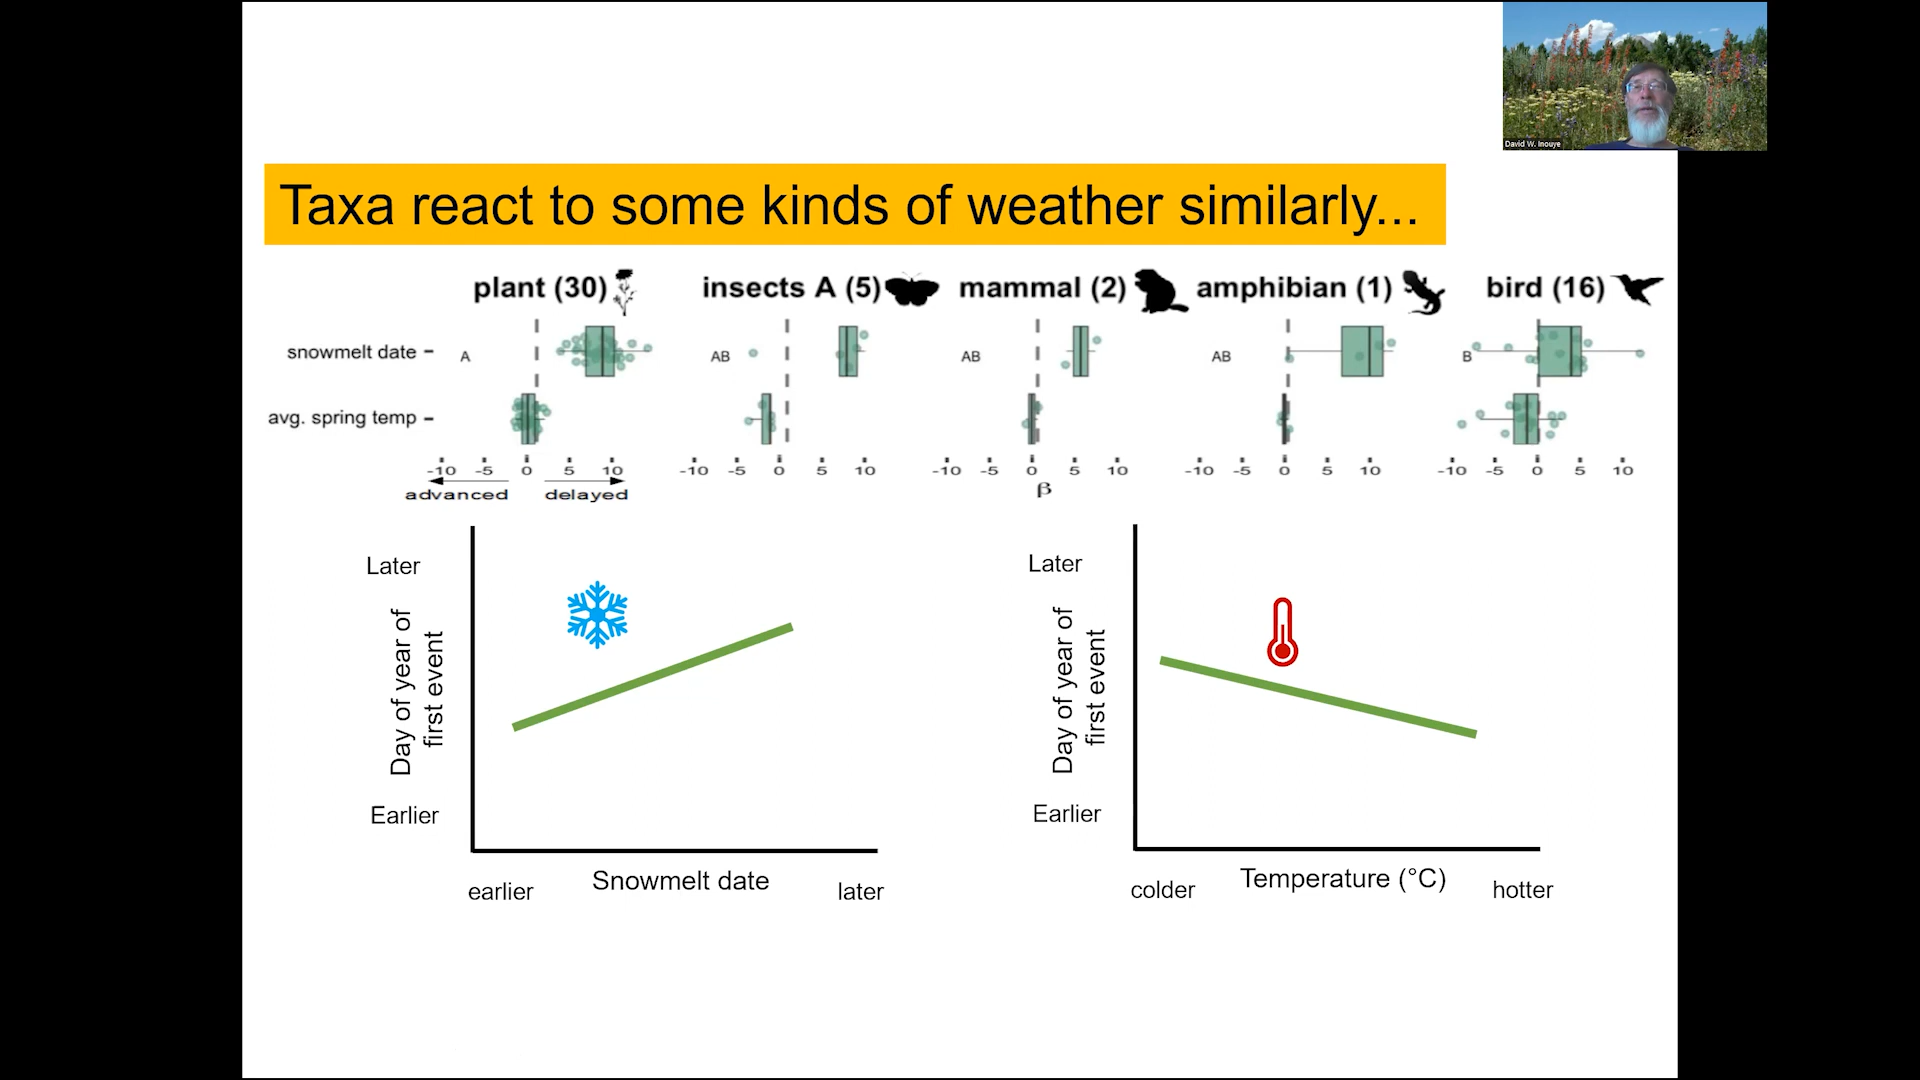 David W. Inouye
Taxa react to some kinds of weather similarly...
plant (30) insects A (5) mammal (2) amphibian (1) bird (16)
snowmelt date A AB AB AB B
avg. spring temp
-10 -5 0 5 10 -10 -5 0 5 10 -10 -5 0 5 10 -10 -5 0 5 10 -10 -5 0 5 10
advanced delayed β
Later
Day of year of
first event
Earlier
earlier Snowmelt date later
Later
Day of year of
first event
Earlier
colder Temperature (°C) hotter